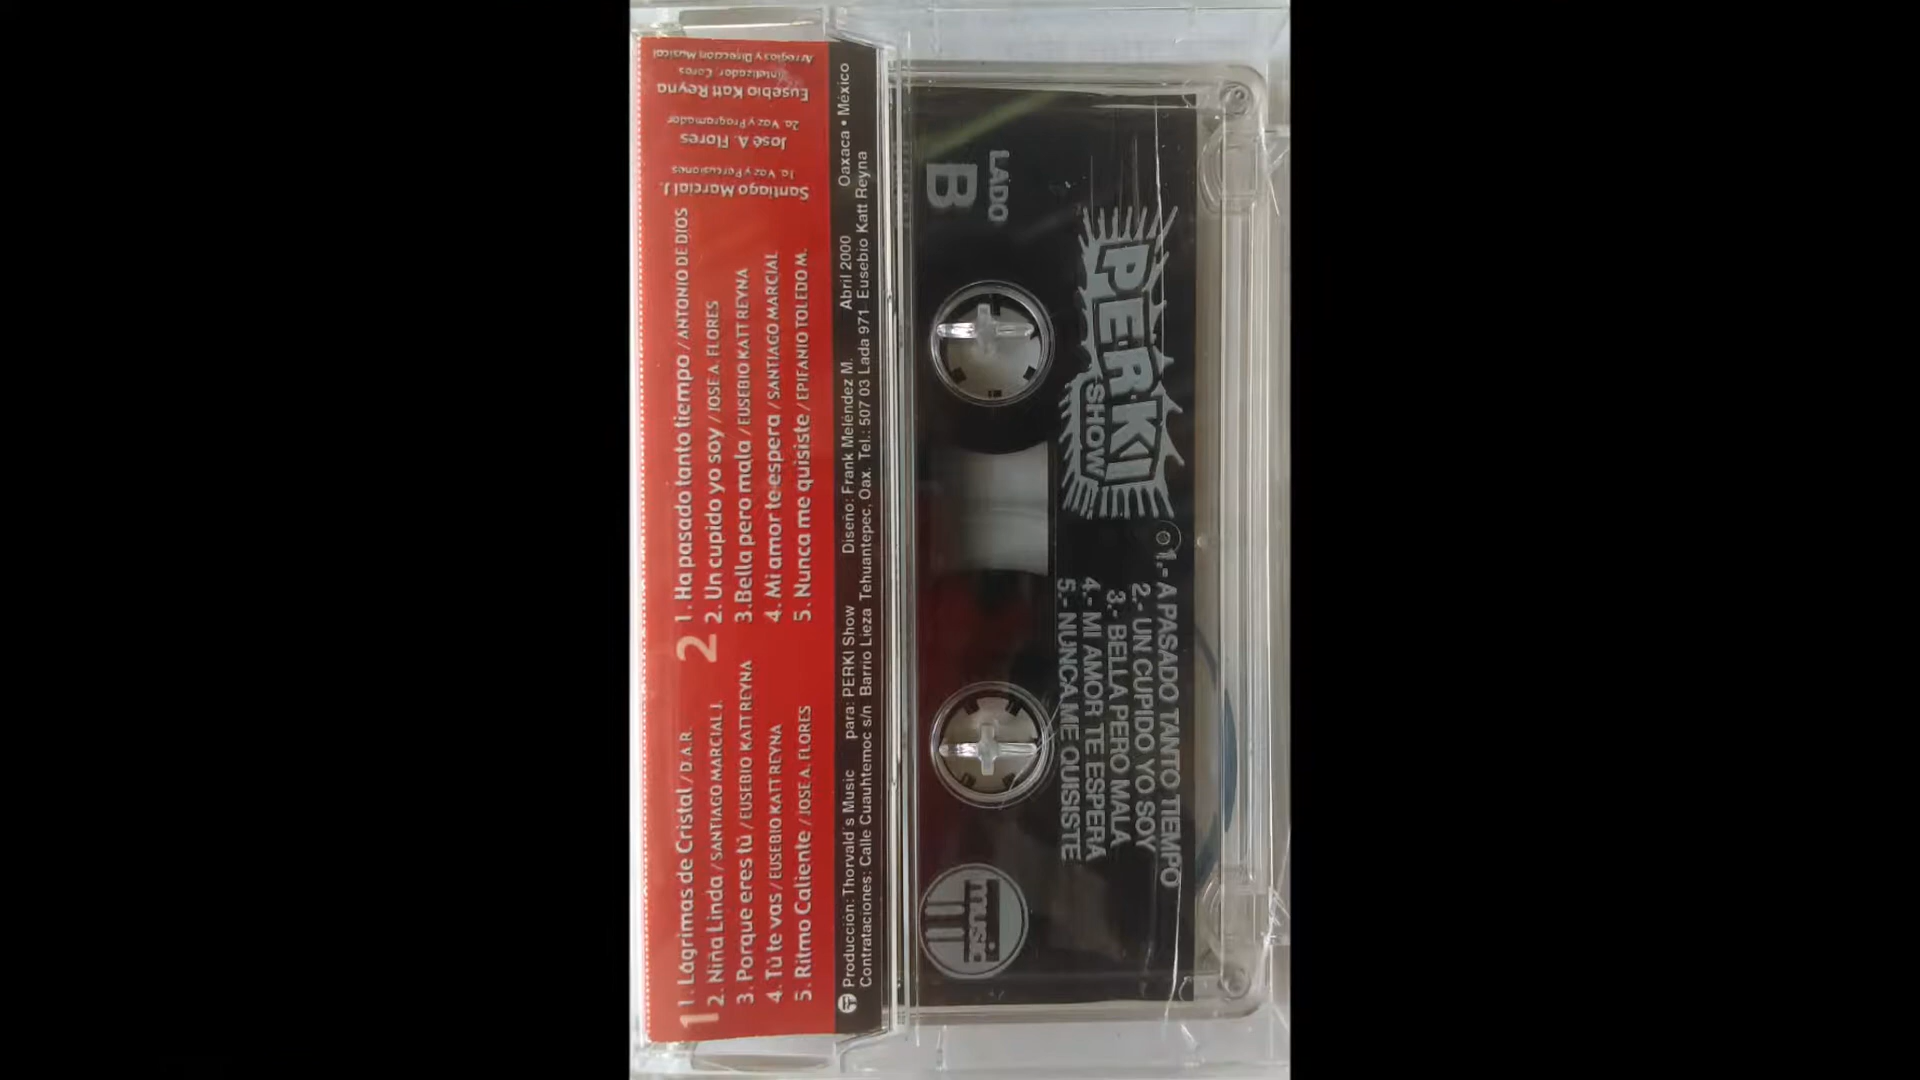 1
1. Lágrimas de Cristal / D.A.R.
2. Niña Linda / SANTIAGO MARCIAL J.
3. Porque eres tú / EUSEBIO KATT REYNA
4. Tú te vas / EUSEBIO KATT REYNA
5. Ritmo Caliente / JOSE A. FLORES
2
1. Ha pasado tanto tiempo / ANTONIO DE DIOS
2. Un cupido yo soy / JOSE A. FLORES
3.Bella pero mala / EUSEBIO KATT REYNA
4. Mi amor te espera / SANTIAGO MARCIAL
5. Nunca me quisiste / EPIFANIO TOLEDO M.
Santiago Marcial J.
1a. Voz y Percusiones
José A. Flores
2a. Voz y Programador
Eusebio Katt Reyna
Coros
Arreglos y Dirección Musical
Producción: Thorvald's Music para: PERKI Show Diseño: Frank Meléndez M. Abril 2000 Oaxaca • México
Contrataciones: Calle Cuauhtemoc s/n Barrio Lieza Tehuantepec, Oax. Tel.: 507 03 Lada 971 Eusebio Katt Reyna
LADO
B
PERKI
SHOW
1.- A PASADO TANTO TIEMPO
2.- UN CUPIDO YO SOY
3.- BELLA PERO MALA
4.- MI AMOR TE ESPERA
5.- NUNCA ME QUISISTE
music